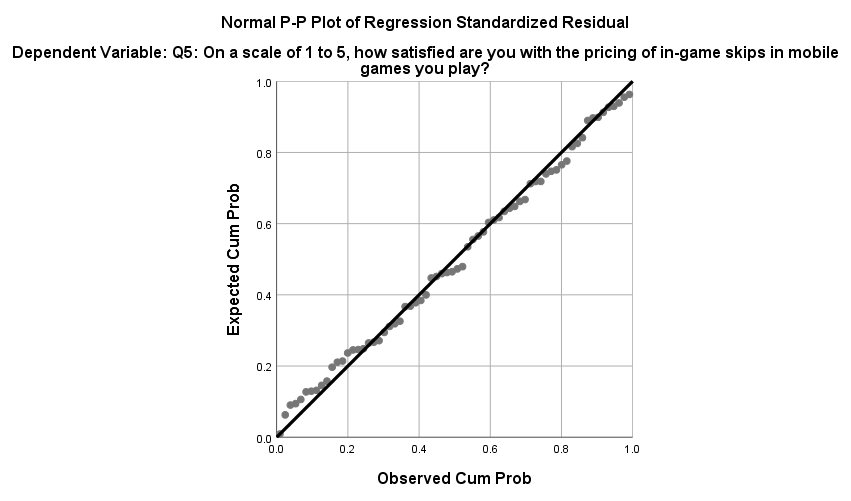 Normal P-P Plot of Regression Standardized Residual
Dependent Variable: Q5: On a scale of 1 to 5, how satisfied are you with the pricing of in-game skips in mobile
games you play?
1.0
0.8
0.6
0.4
0.2
0.0
Expected Cum Prob
0.0 0.2 0.4 0.6 0.8 1.0
Observed Cum Prob